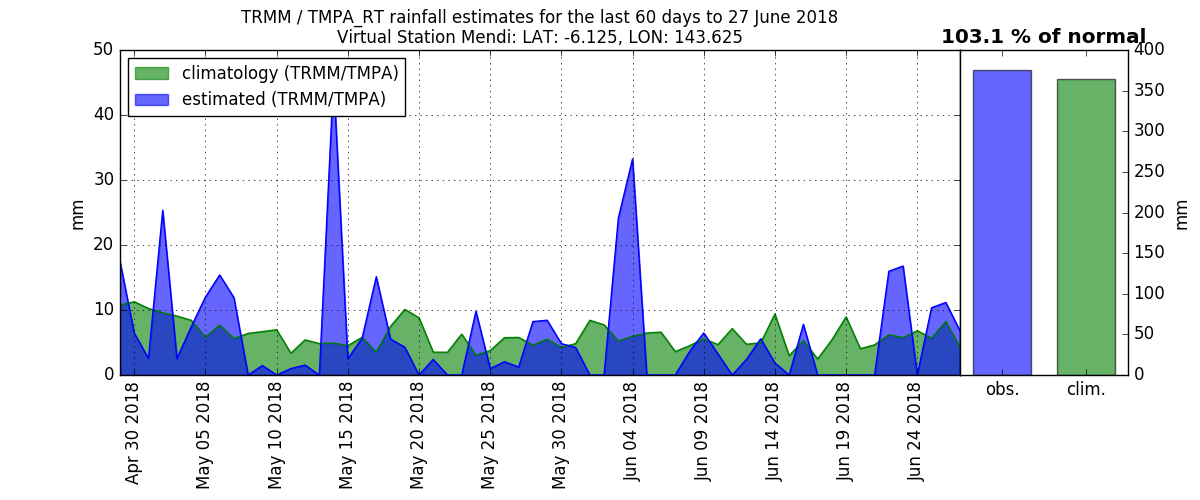 TRMM / TMPA_RT rainfall estimates for the last 60 days to 27 June 2018
Virtual Station Mendi: LAT: -6.125, LON: 143.625
103.1 % of normal
climatology (TRMM/TMPA)
estimated (TRMM/TMPA)
50
40
30
20
10
0
mm
Apr 30 2018
May 05 2018
May 10 2018
May 15 2018
May 20 2018
May 25 2018
May 30 2018
Jun 04 2018
Jun 09 2018
Jun 14 2018
Jun 19 2018
Jun 24 2018
obs.
clim.
400
350
300
250
200
150
100
50
0
mm